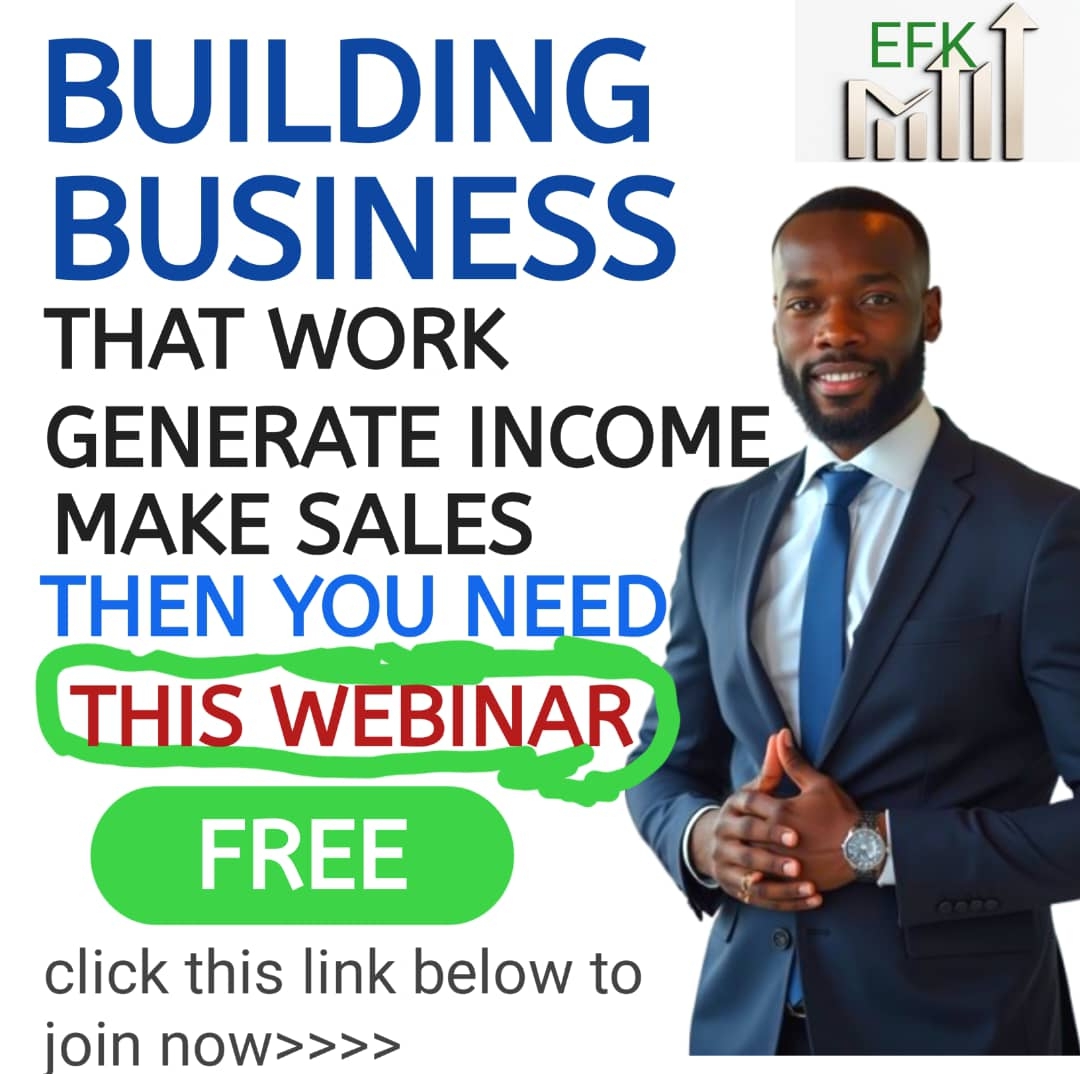 EFK
BUILDING
BUSINESS
THAT WORK
GENERATE INCOME
MAKE SALES
THEN YOU NEED
THIS WEBINAR
FREE
click this link below to
join now>>>>